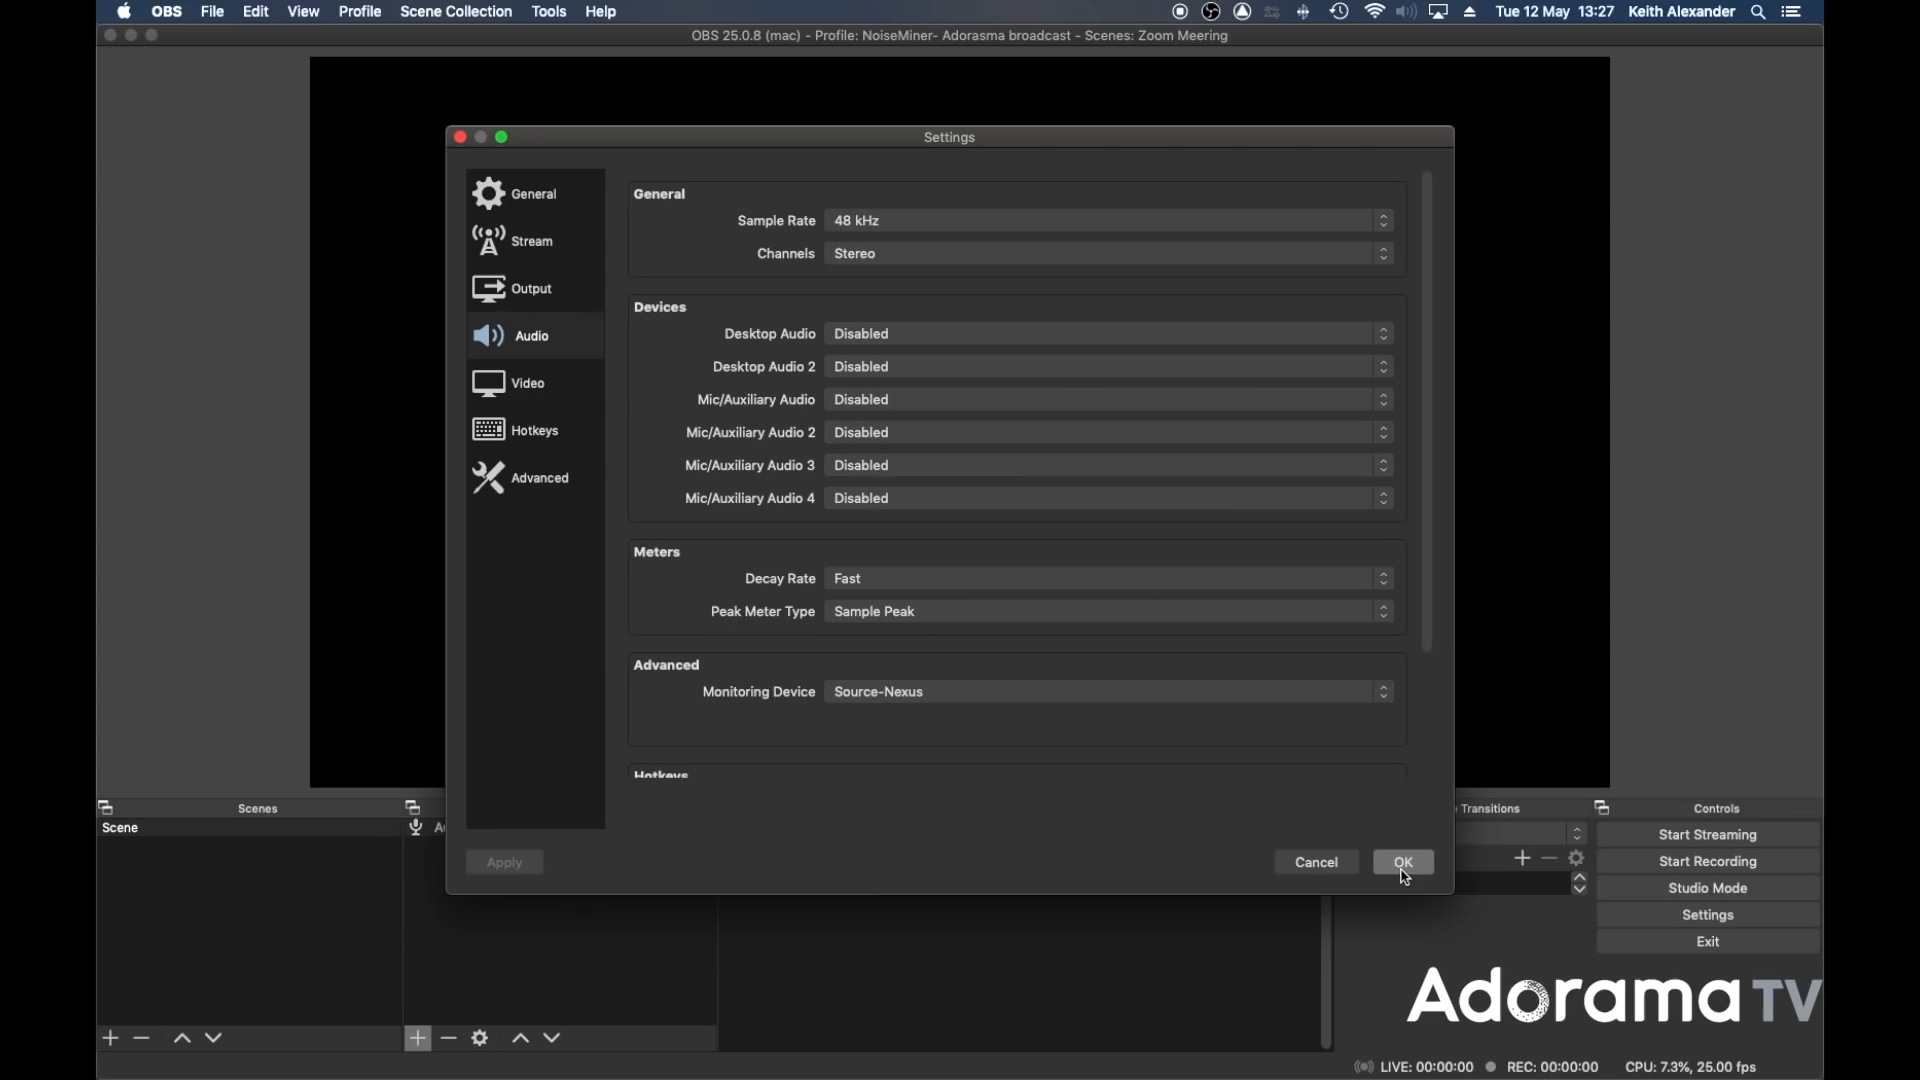 OBS File Edit View Profile Scene Collection Tools Help Tue 12 May 13:27 Keith Alexander
OBS 25.0.8 (mac) - Profile: NoiseMiner- Adorasma broadcast - Scenes: Zoom Meering
Settings
General
Stream
Output
Audio
Video
Hotkeys
Advanced
General
Sample Rate 48 kHz
Channels Stereo
Devices
Desktop Audio Disabled
Desktop Audio 2 Disabled
Mic/Auxiliary Audio Disabled
Mic/Auxiliary Audio 2 Disabled
Mic/Auxiliary Audio 3 Disabled
Mic/Auxiliary Audio 4 Disabled
Meters
Decay Rate Fast
Peak Meter Type Sample Peak
Advanced
Monitoring Device Source-Nexus
Hotkeys
Apply Cancel OK
Scenes
Scene
Transitions
Controls
Start Streaming
Start Recording
Studio Mode
Settings
Exit
Adorama TV
LIVE: 00:00:00 REC: 00:00:00 CPU: 7.3%, 25.00 fps